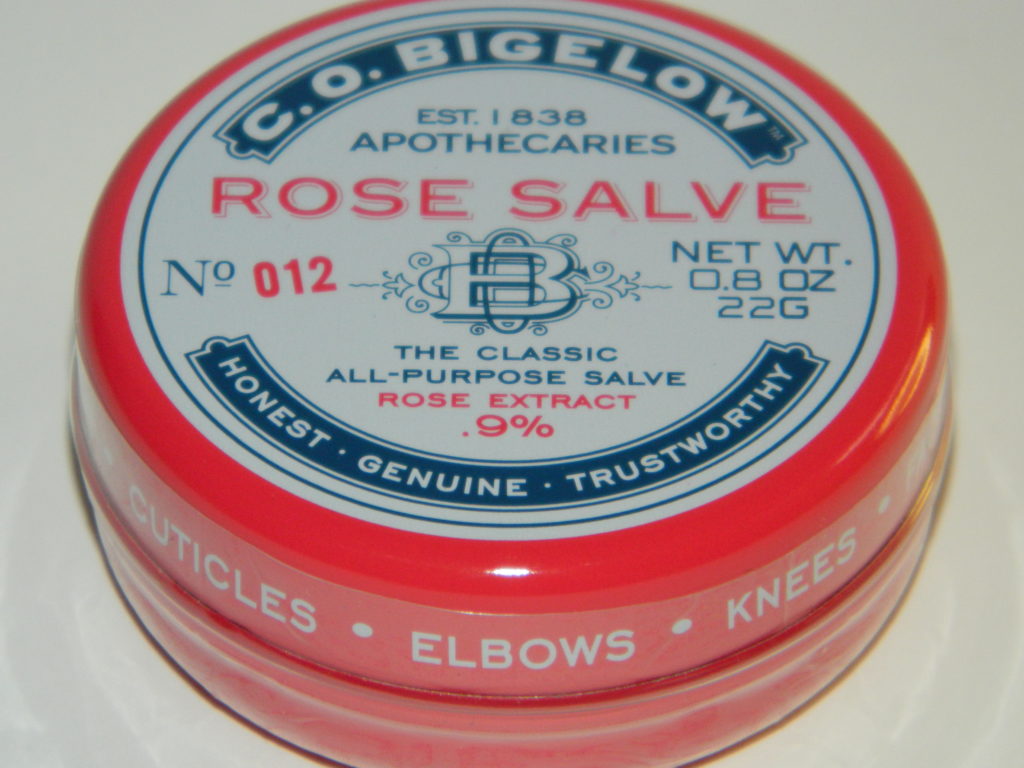 C.O. BIGELOW™
EST. 1838
APOTHECARIES
ROSE SALVE
Nº 012
NET WT.
0.8 OZ
22G
THE CLASSIC
ALL-PURPOSE SALVE
ROSE EXTRACT
.9%
HONEST · GENUINE · TRUSTWORTHY
CUTICLES • ELBOWS • KNEES •